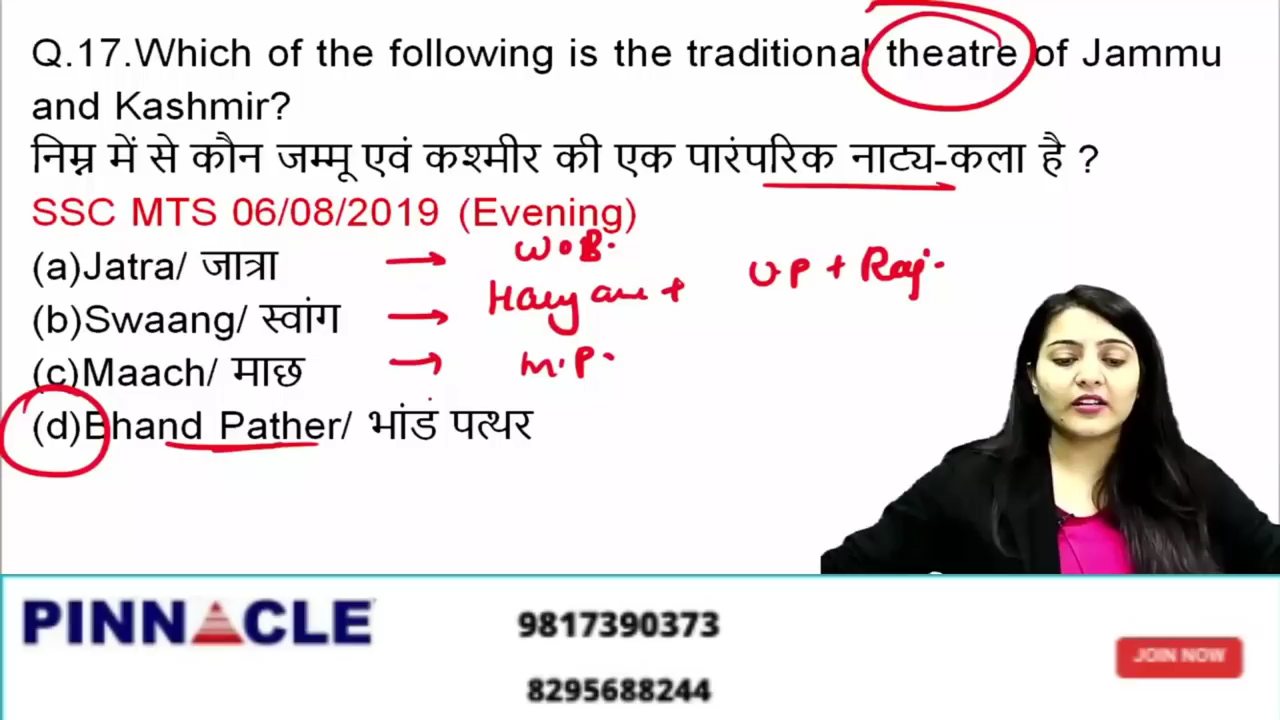 Q.17.Which of the following is the traditional theatre of Jammu
and Kashmir?
निम्न में से कौन जम्मू एवं कश्मीर की एक पारंपरिक नाट्य-कला है ?
SSC MTS 06/08/2019 (Evening)
(a)Jatra/ जात्रा → W.B.
(b)Swaang/ स्वांग → Haryana + U.P + Raj.
(c)Maach/ माछ → M.P.
(d)Bhand Pather/ भांड पत्थर
PINNACLE
9817390373
8295688244
JOIN NOW